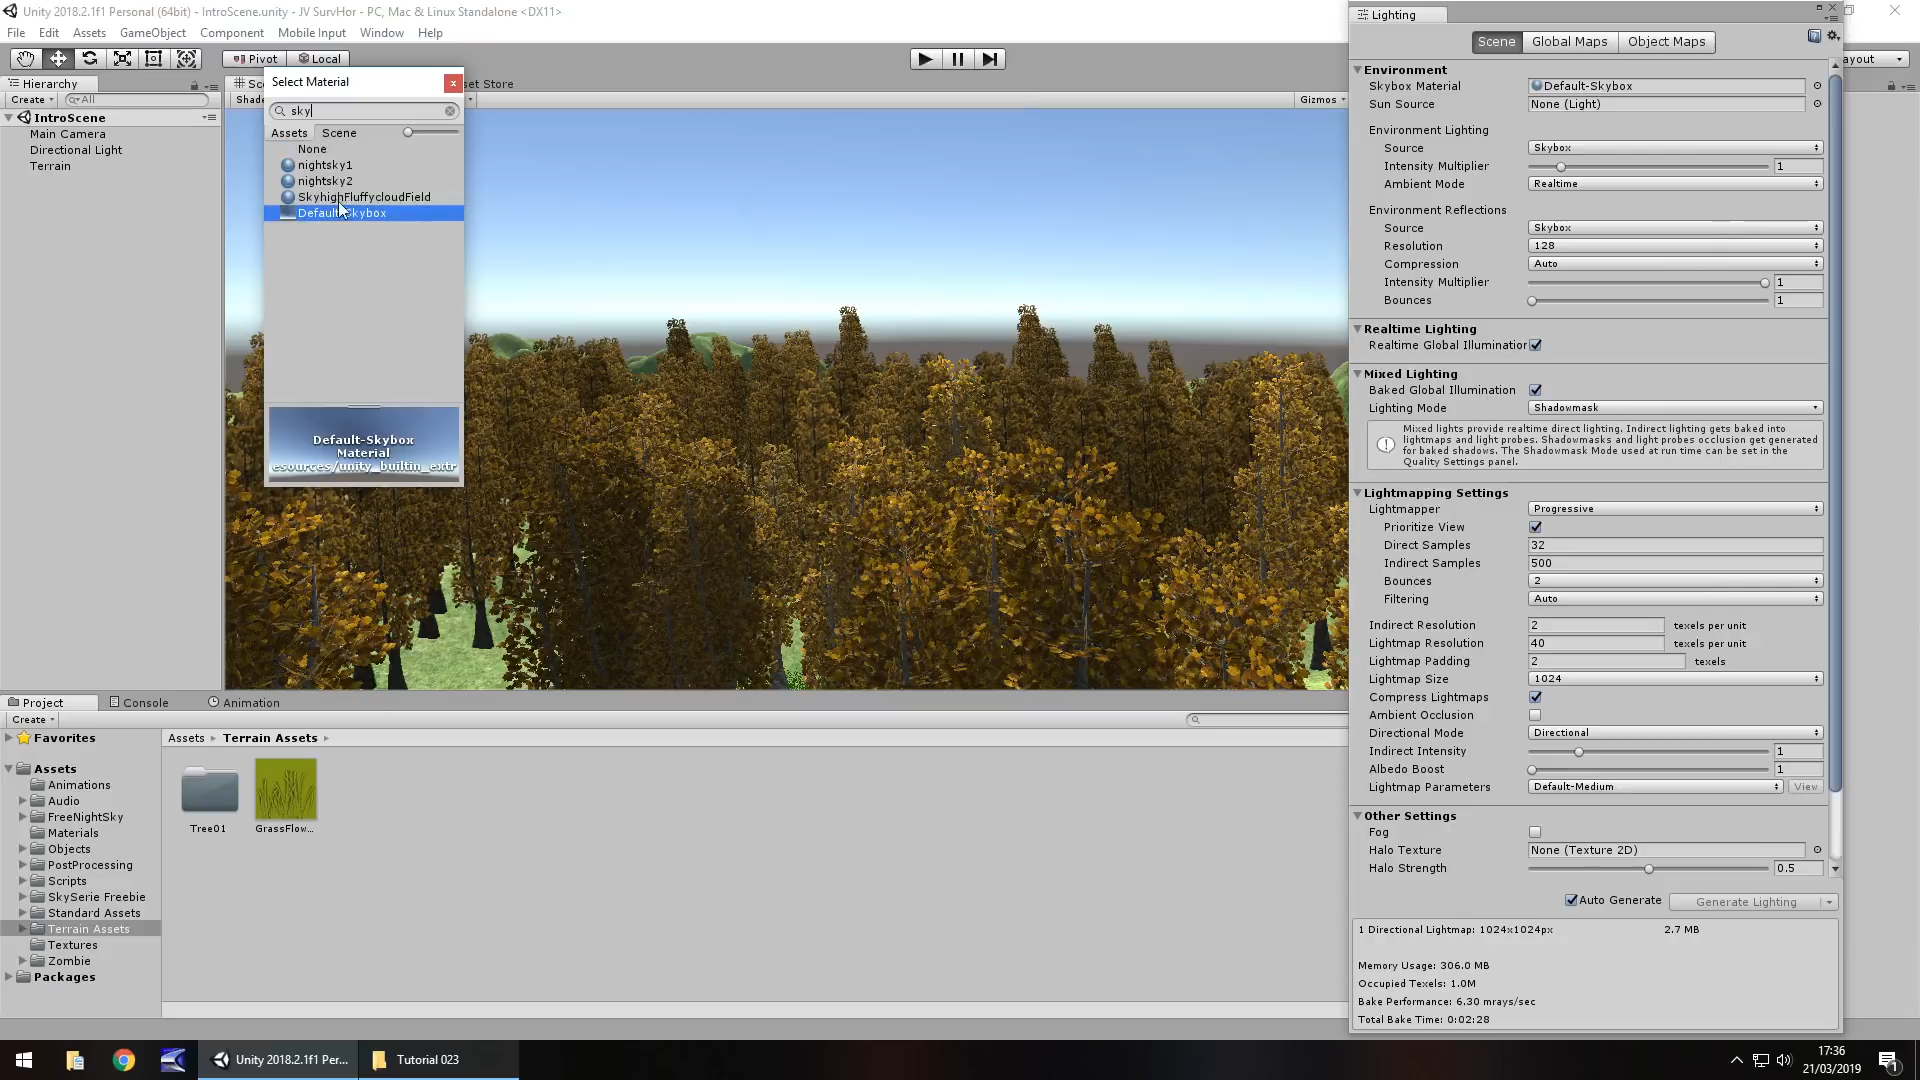 Unity 2018.2.1f1 Personal (64bit) - IntroScene.unity - JV SurvHor - PC, Mac & Linux Standalone <DX11>
File Edit Assets GameObject Component Mobile Input Window Help
Pivot Local
Hierarchy
Create All
IntroScene
Main Camera
Directional Light
Terrain
Select Material
sky
Assets Scene
None
nightsky1
nightsky2
SkyhighFluffycloudField
Default-Skybox
Default-Skybox
Material
esources/unity_builtin_extr
Gizmos
Lighting
Scene Global Maps Object Maps
Environment
Skybox Material Default-Skybox
Sun Source None (Light)
Environment Lighting
Source Skybox
Intensity Multiplier 1
Ambient Mode Realtime
Environment Reflections
Source Skybox
Resolution 128
Compression Auto
Intensity Multiplier 1
Bounces 1
Realtime Lighting
Realtime Global Illumination
Mixed Lighting
Baked Global Illumination
Lighting Mode Shadowmask
Mixed lights provide realtime direct lighting. Indirect lighting gets baked into
lightmaps and light probes. Shadowmasks and light probes occlusion get generated
for baked shadows. The Shadowmask Mode used at run time can be set in the
Quality Settings panel.
Lightmapping Settings
Lightmapper Progressive
Prioritize View
Direct Samples 32
Indirect Samples 500
Bounces 2
Filtering Auto
Indirect Resolution 2 texels per unit
Lightmap Resolution 40 texels per unit
Lightmap Padding 2 texels
Lightmap Size 1024
Compress Lightmaps
Ambient Occlusion
Directional Mode Directional
Indirect Intensity 1
Albedo Boost 1
Lightmap Parameters Default-Medium View
Other Settings
Fog
Halo Texture None (Texture 2D)
Halo Strength 0.5
Auto Generate Generate Lighting
1 Directional Lightmap: 1024x1024px 2.7 MB
Memory Usage: 306.0 MB
Occupied Texels: 1.0M
Bake Performance: 6.30 mrays/sec
Total Bake Time: 0:02:28
Project Console Animation
Create
Favorites
Assets
Animations
Audio
FreeNightSky
Materials
Objects
PostProcessing
Scripts
SkySerie Freebie
Standard Assets
Terrain Assets
Textures
Zombie
Packages
Assets Terrain Assets
Tree01 GrassFlow...
Unity 2018.2.1f1 Per... Tutorial 023
17:36
21/03/2019
1